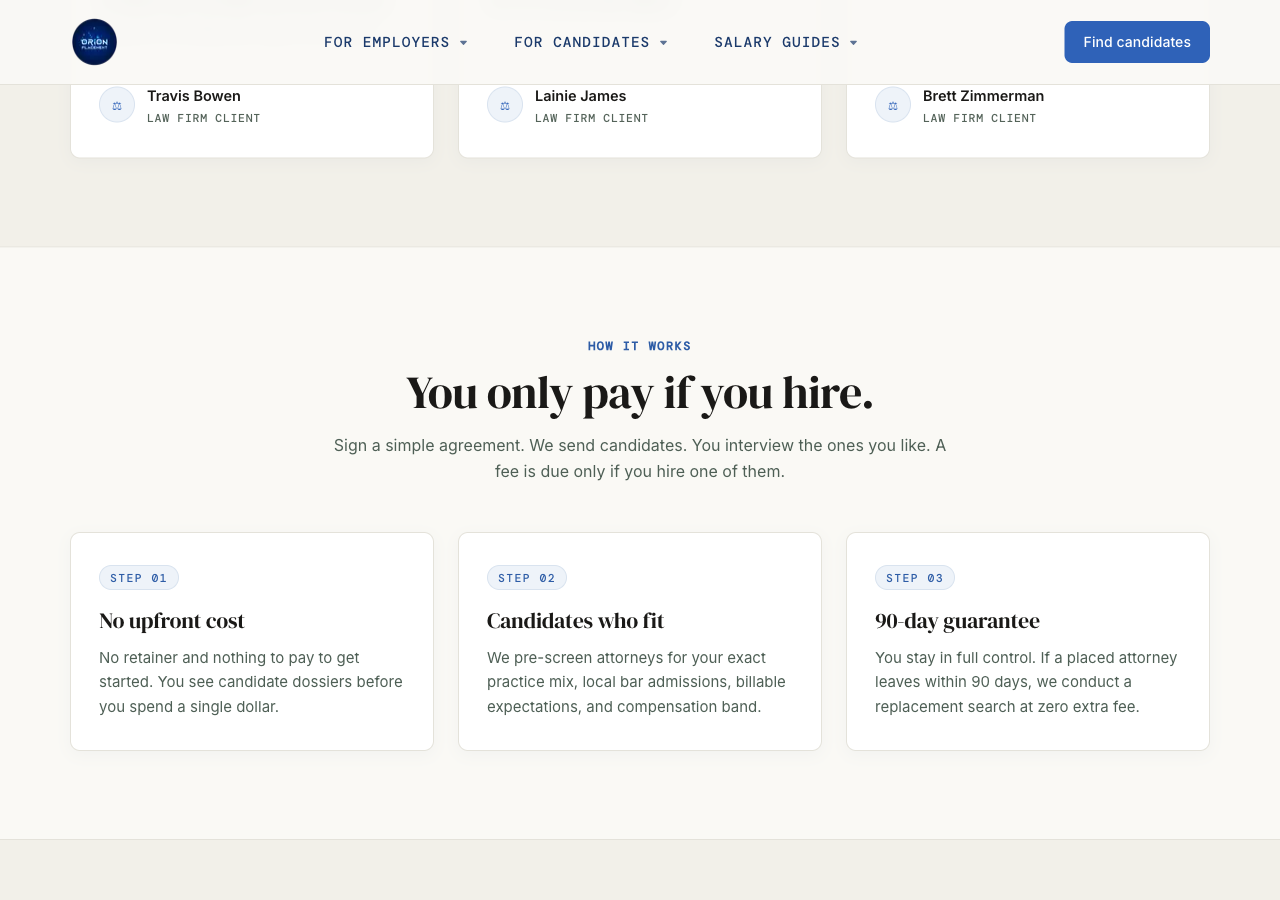 ORION
PLACEMENT
FOR EMPLOYERS
FOR CANDIDATES
SALARY GUIDES
Find candidates
Travis Bowen
LAW FIRM CLIENT
Lainie James
LAW FIRM CLIENT
Brett Zimmerman
LAW FIRM CLIENT
HOW IT WORKS
You only pay if you hire.
Sign a simple agreement. We send candidates. You interview the ones you like. A
fee is due only if you hire one of them.
STEP 01
No upfront cost
No retainer and nothing to pay to get
started. You see candidate dossiers before
you spend a single dollar.
STEP 02
Candidates who fit
We pre-screen attorneys for your exact
practice mix, local bar admissions, billable
expectations, and compensation band.
STEP 03
90-day guarantee
You stay in full control. If a placed attorney
leaves within 90 days, we conduct a
replacement search at zero extra fee.